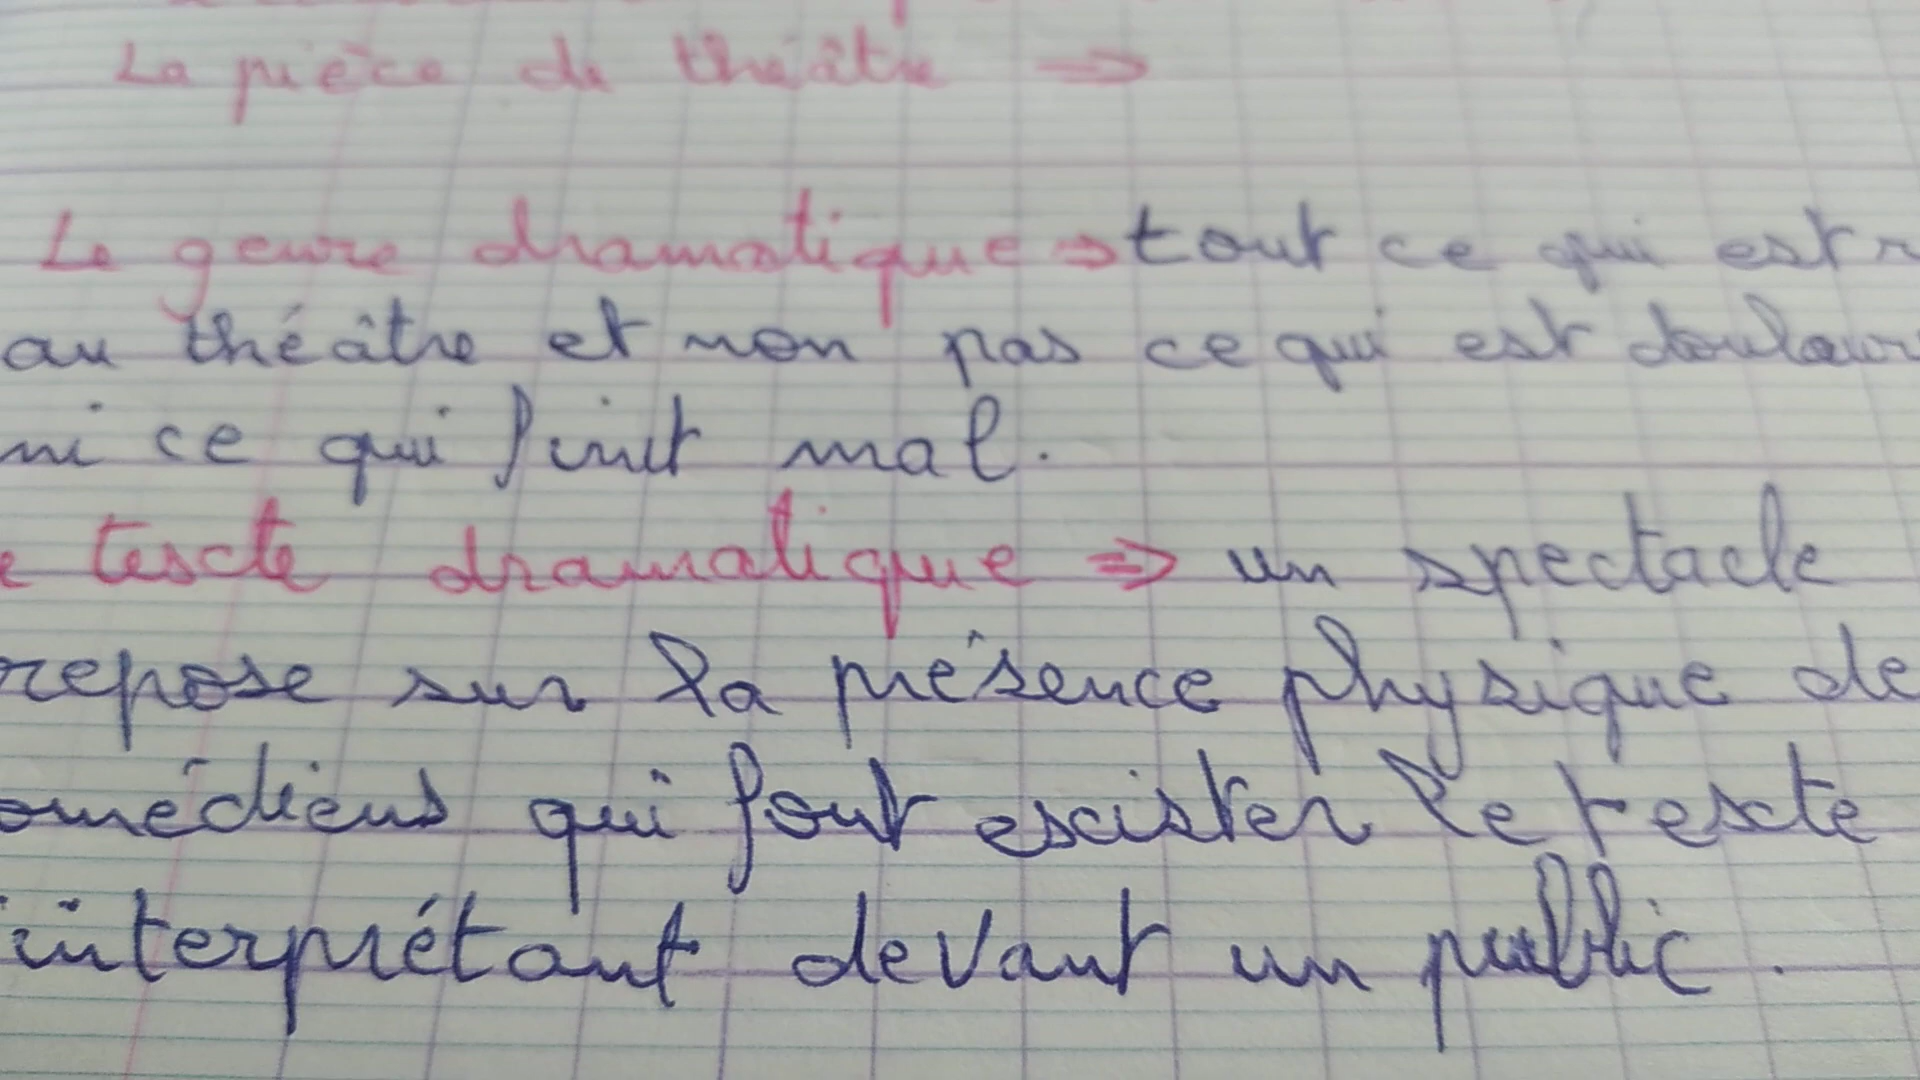 La pièce de théâtre ⇒
Le genre dramatique ⇒ tout ce qui est
au théâtre et non pas ce qui est
ni ce qui finit mal.
texte dramatique ⇒ un spectacle
repose sur la présence physique de
omédiens qui font exister le texte
interprétant devant un public.